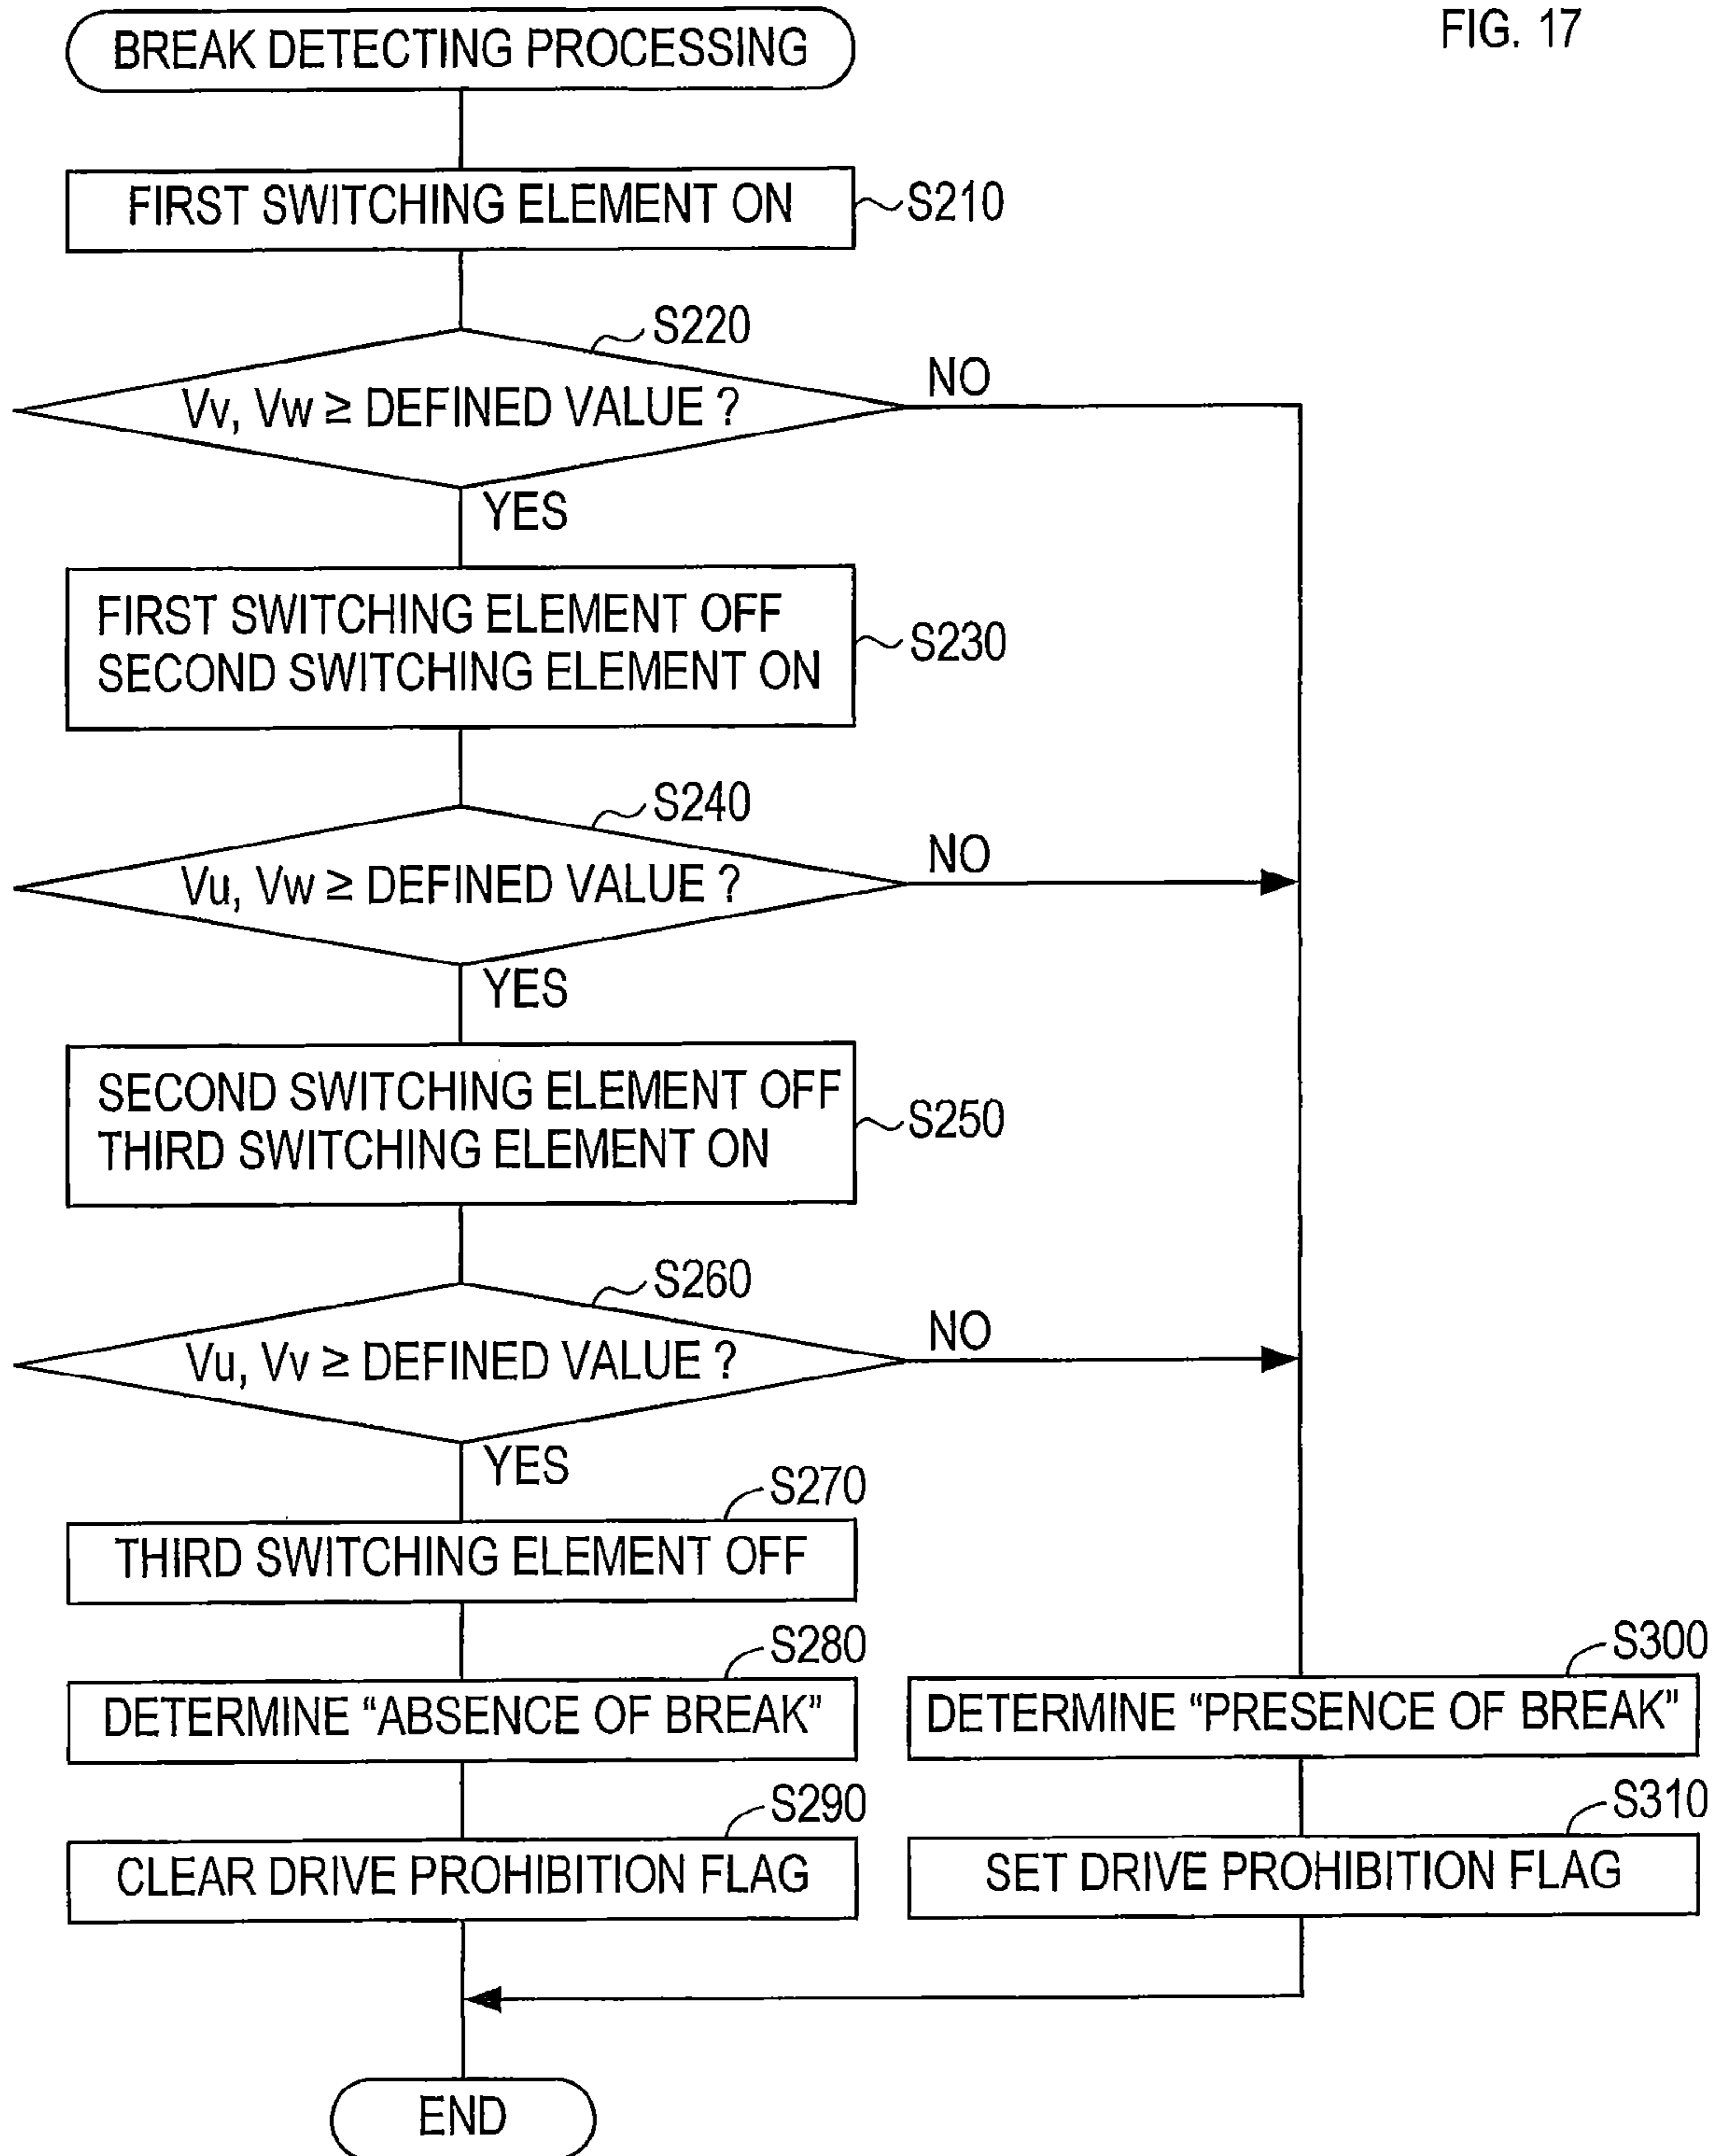 FIG. 17
BREAK DETECTING PROCESSING
FIRST SWITCHING ELEMENT ON
S210
S220
Vv, Vw ≥ DEFINED VALUE ?
NO
YES
FIRST SWITCHING ELEMENT OFF
SECOND SWITCHING ELEMENT ON
S230
S240
Vu, Vw ≥ DEFINED VALUE ?
NO
YES
SECOND SWITCHING ELEMENT OFF
THIRD SWITCHING ELEMENT ON
S250
S260
Vu, Vv ≥ DEFINED VALUE ?
NO
YES
S270
THIRD SWITCHING ELEMENT OFF
S280
DETERMINE “ABSENCE OF BREAK”
S300
DETERMINE “PRESENCE OF BREAK”
S290
CLEAR DRIVE PROHIBITION FLAG
S310
SET DRIVE PROHIBITION FLAG
END